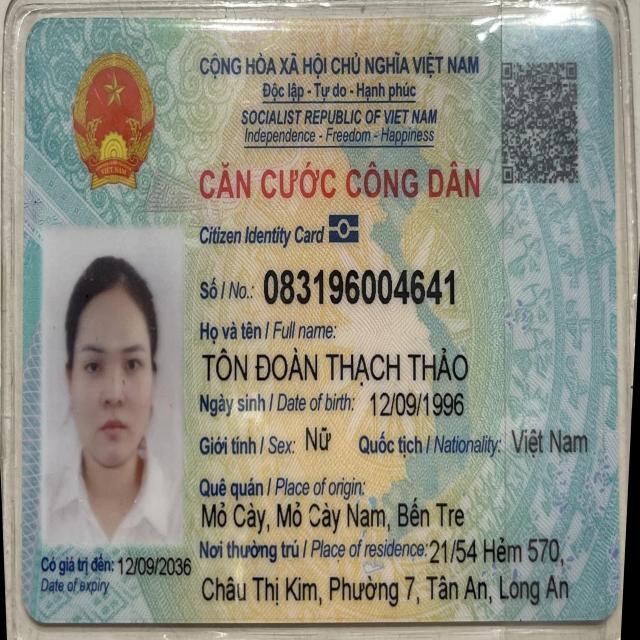 CỘNG HÒA XÃ HỘI CHỦ NGHĨA VIỆT NAM
Độc lập - Tự do - Hạnh phúc
SOCIALIST REPUBLIC OF VIET NAM
Independence - Freedom - Happiness
CĂN CƯỚC CÔNG DÂN
Citizen Identity Card
Số / No.: 083196004641
Họ và tên / Full name:
TÔN ĐOÀN THẠCH THẢO
Ngày sinh / Date of birth: 12/09/1996
Giới tính / Sex: Nữ Quốc tịch / Nationality: Việt Nam
Quê quán / Place of origin:
Mỏ Cày, Mỏ Cày Nam, Bến Tre
Nơi thường trú / Place of residence: 21/54 Hẻm 570,
Châu Thị Kim, Phường 7, Tân An, Long An
Có giá trị đến: 12/09/2036
Date of expiry
VIỆT NAM